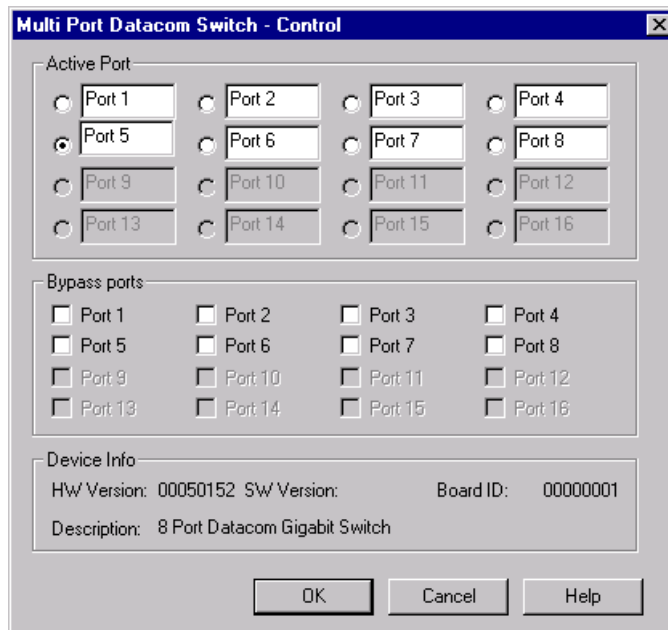 Multi Port Datacom Switch - Control
Active Port
Port 1 Port 2 Port 3 Port 4
Port 5 Port 6 Port 7 Port 8
Port 9 Port 10 Port 11 Port 12
Port 13 Port 14 Port 15 Port 16
Bypass ports
Port 1 Port 2 Port 3 Port 4
Port 5 Port 6 Port 7 Port 8
Port 9 Port 10 Port 11 Port 12
Port 13 Port 14 Port 15 Port 16
Device Info
HW Version: 00050152 SW Version: Board ID: 00000001
Description: 8 Port Datacom Gigabit Switch
OK Cancel Help